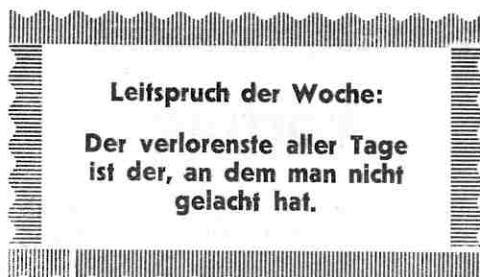 Leitspruch der Woche:
Der verlorenste aller Tage
ist der, an dem man nicht
gelacht hat.